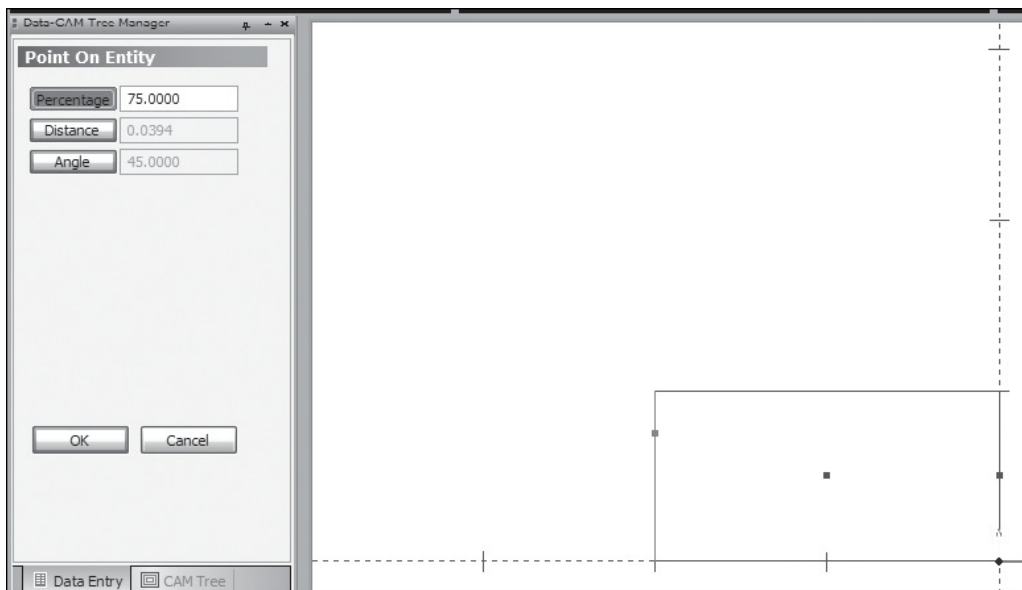 Data-CAM Tree Manager
Point On Entity
Percentage 75.0000
Distance 0.0394
Angle 45.0000
OK Cancel
Data Entry CAM Tree